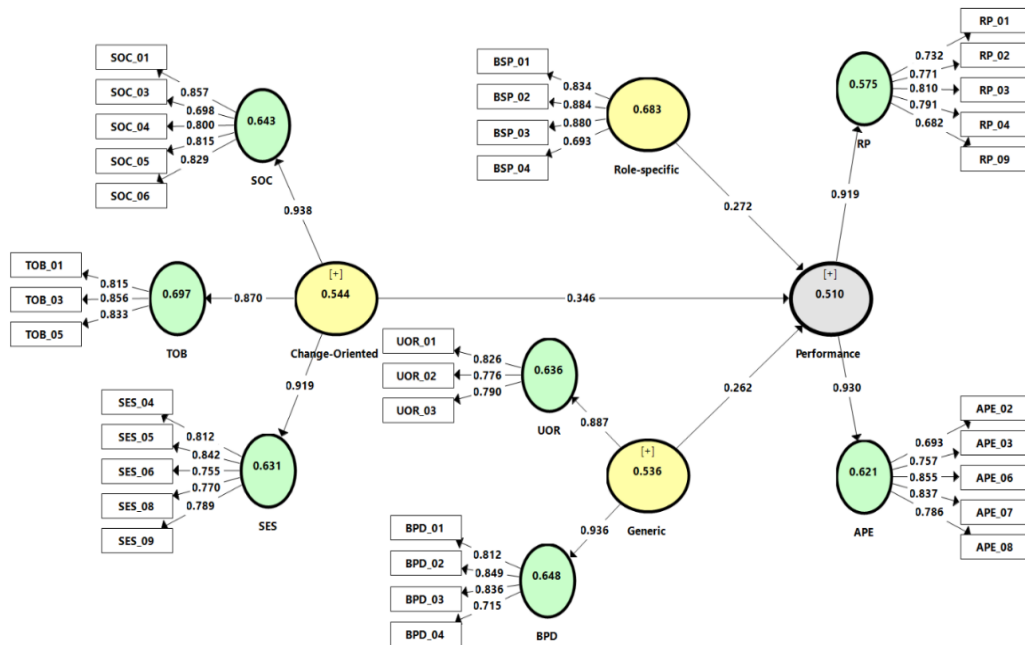 SOC_01
SOC_03
SOC_04
SOC_05
SOC_06
0.857
0.698
0.800
0.815
0.829
0.643
SOC
0.938
BSP_01
BSP_02
BSP_03
BSP_04
0.834
0.884
0.880
0.693
0.683
Role-specific
0.272
RP_01
RP_02
RP_03
RP_04
RP_09
0.732
0.771
0.810
0.791
0.682
0.575
RP
0.919
TOB_01
TOB_03
TOB_05
0.815
0.856
0.833
0.697
TOB
0.870
[+]
0.544
Change-Oriented
0.346
[+]
0.510
Performance
UOR_01
UOR_02
UOR_03
0.826
0.776
0.790
0.636
UOR
0.887
0.262
0.919
0.930
SES_04
SES_05
SES_06
SES_08
SES_09
0.812
0.842
0.755
0.770
0.789
0.631
SES
[+]
0.536
Generic
0.936
APE_02
APE_03
APE_06
APE_07
APE_08
0.693
0.757
0.855
0.837
0.786
0.621
APE
BPD_01
BPD_02
BPD_03
BPD_04
0.812
0.849
0.836
0.715
0.648
BPD